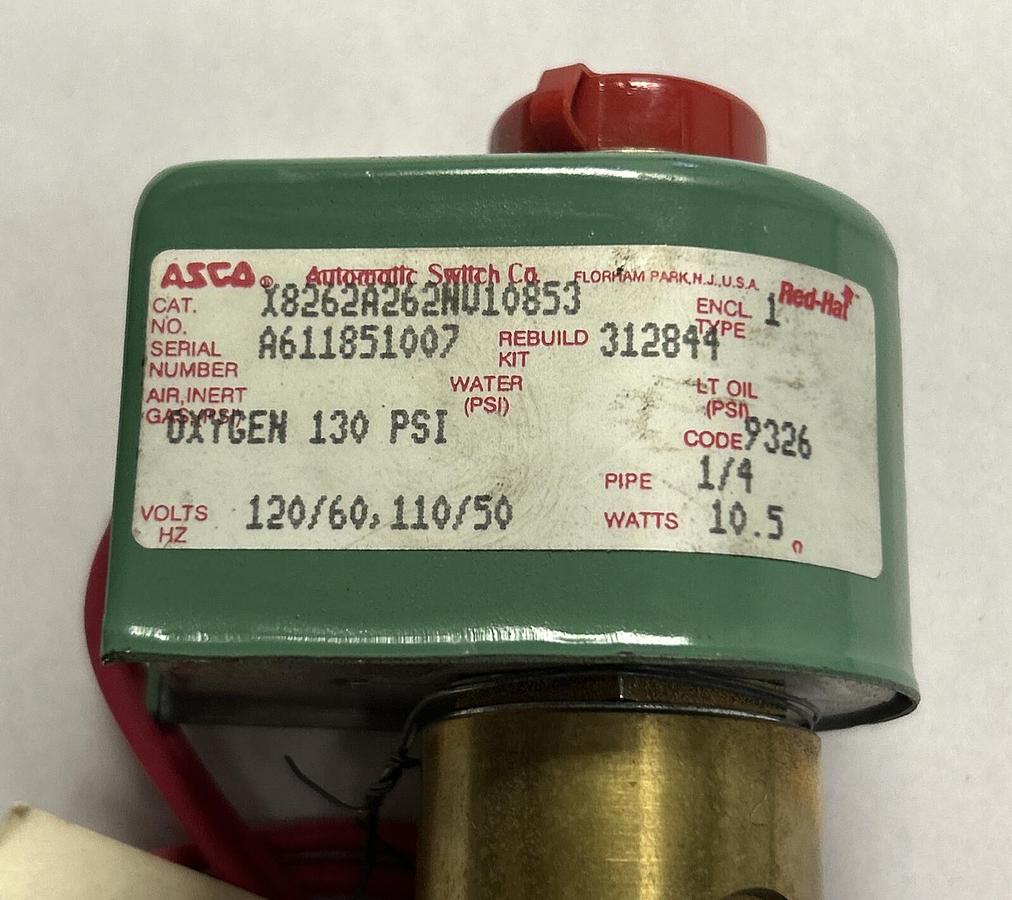 ASCO® Automatic Switch Co. FLORHAM PARK, N.J., U.S.A. Red-Hat
CAT. NO. X8262A262NU10853 ENCL TYPE 1
SERIAL NUMBER A611851007 REBUILD KIT 312844
AIR, INERT GAS (PSI) WATER (PSI) LT OIL (PSI)
OXYGEN 130 PSI CODE 9326
PIPE 1/4
VOLTS HZ 120/60,110/50 WATTS 10.5